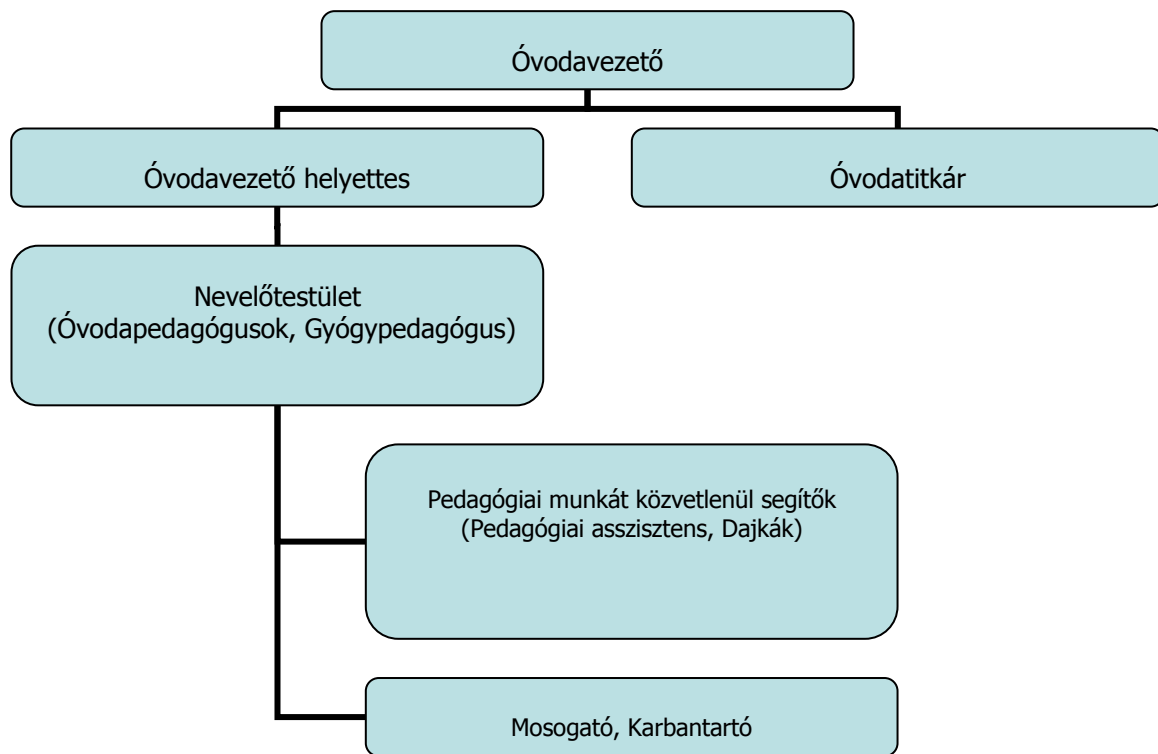 Óvodavezető
Óvodavezető helyettes
Óvodatitkár
Nevelőtestület
(Óvodapedagógusok, Gyógypedagógus)
Pedagógiai munkát közvetlenül segítők
(Pedagógiai asszisztens, Dajkák)
Mosogató, Karbantartó